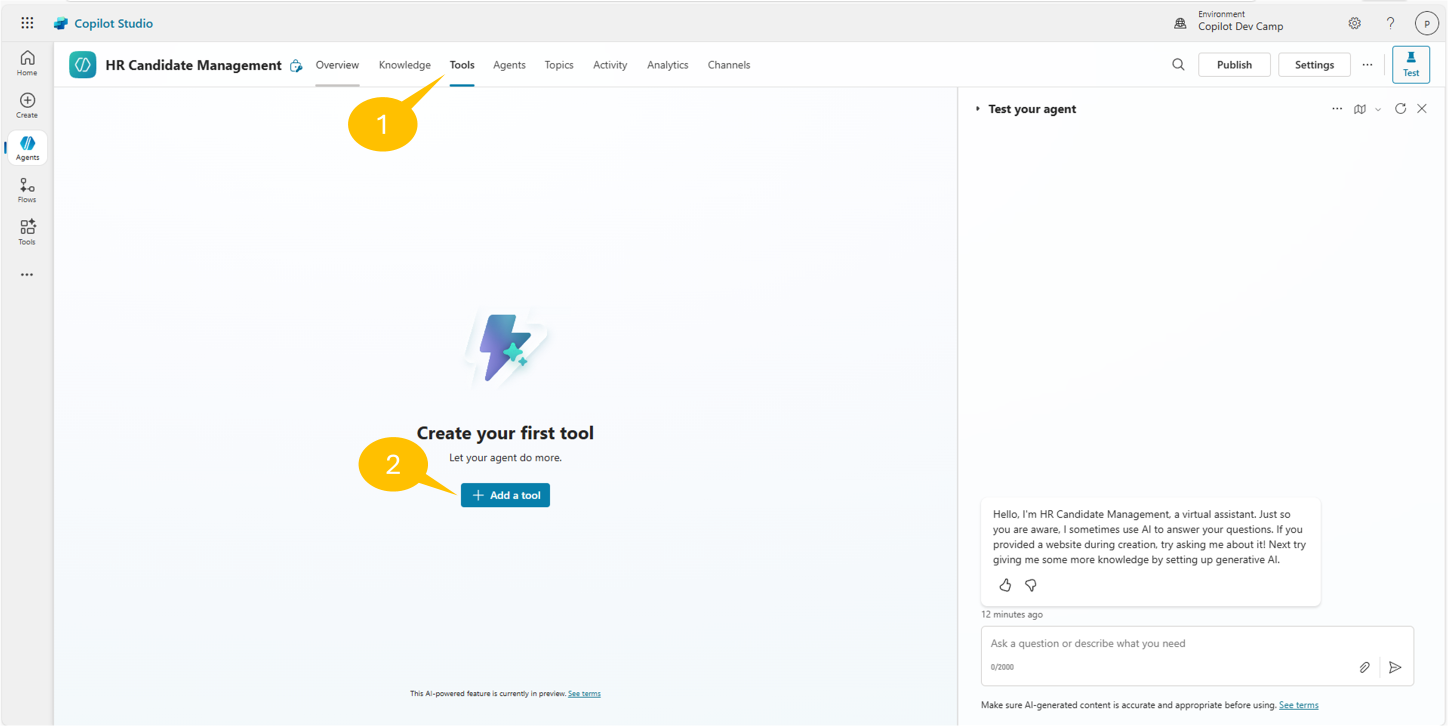 Copilot Studio
Environment
Copilot Dev Camp
P
Home
Create
Agents
Flows
Tools
HR Candidate Management
Overview
Knowledge
Tools
Agents
Topics
Activity
Analytics
Channels
Publish
Settings
Test
1
Create your first tool
Let your agent do more.
2
Add a tool
This AI-powered feature is currently in preview. See terms
Test your agent
Hello, I'm HR Candidate Management, a virtual assistant. Just so
you are aware, I sometimes use AI to answer your questions. If you
provided a website during creation, try asking me about it! Next try
giving me some more knowledge by setting up generative AI.
12 minutes ago
Ask a question or describe what you need
0/2000
Make sure AI-generated content is accurate and appropriate before using. See terms